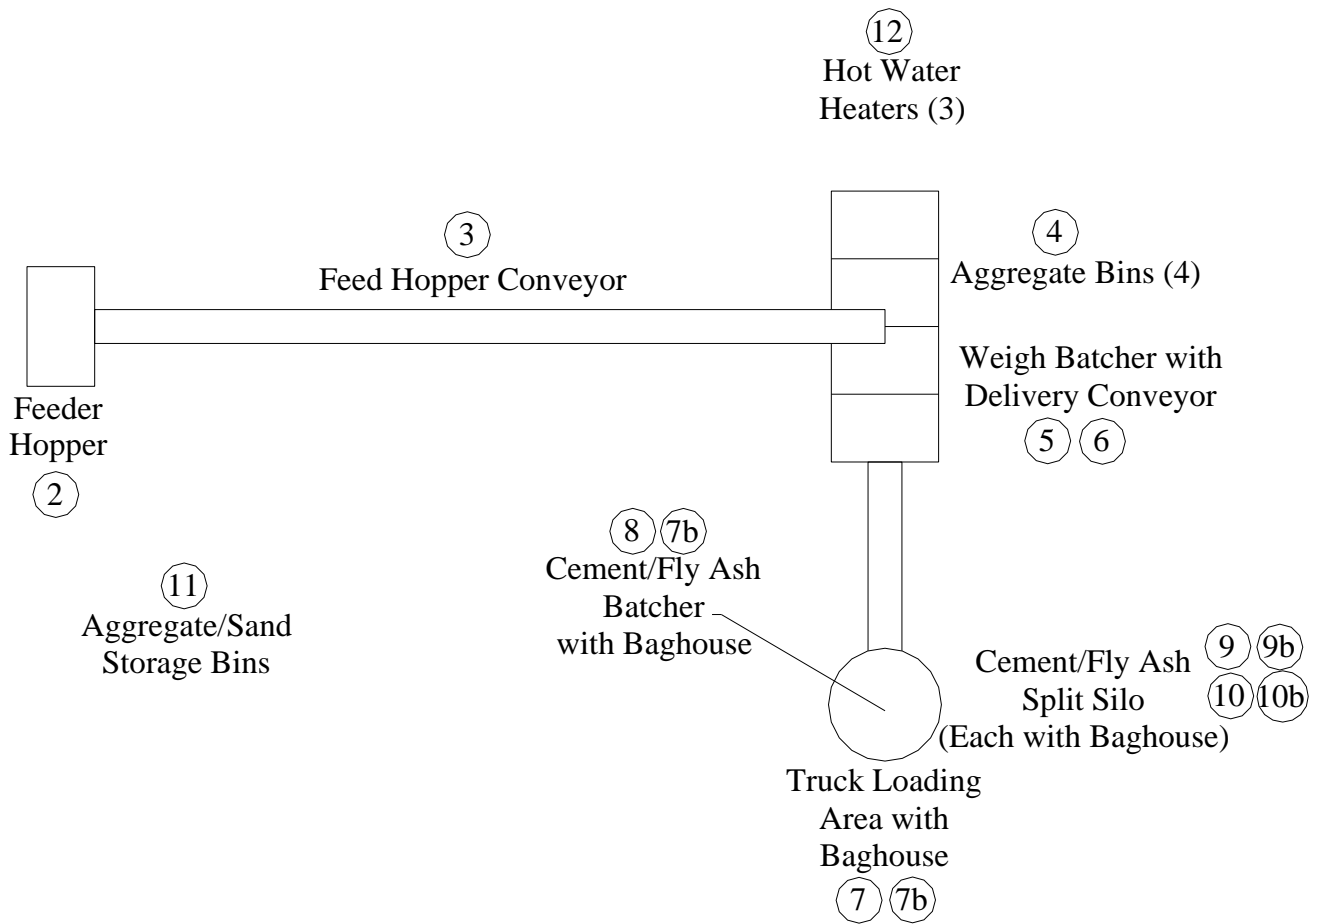 12
Hot Water
Heaters (3)
3
Feed Hopper Conveyor
4
Aggregate Bins (4)
Weigh Batcher with
Delivery Conveyor
5 6
Feeder
Hopper
2
8 7b
Cement/Fly Ash
Batcher
with Baghouse
11
Aggregate/Sand
Storage Bins
Cement/Fly Ash
Split Silo
(Each with Baghouse)
9 9b
10 10b
Truck Loading
Area with
Baghouse
7 7b